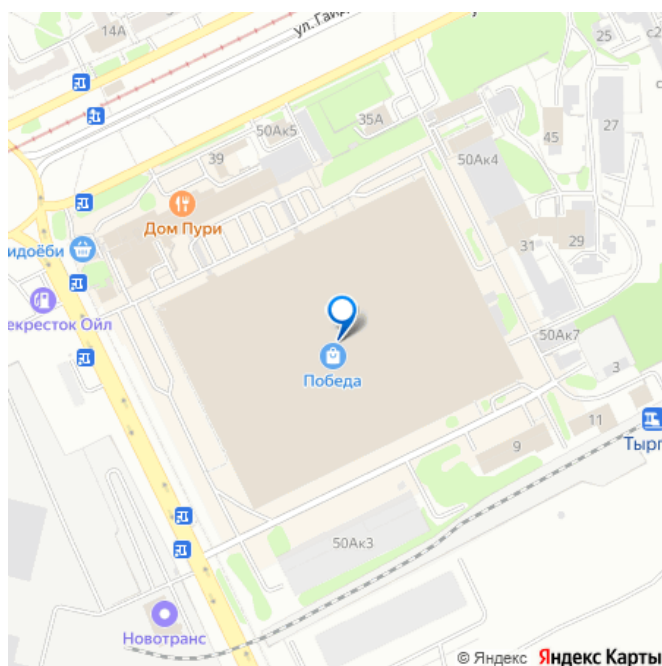 14А
ул. Гайд
25
50Ак5
35А
45
27
39
50Ак4
Дом Пури
идоёби
31
29
екресток Ойл
50Ак7
Победа
3
11
Тырг
9
50Ак3
Новотранс
© Яндекс Яндекс Карты